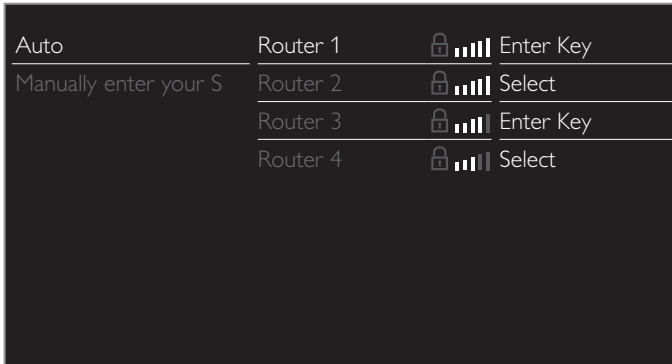 Auto Router 1 Enter Key
Manually enter your S Router 2 Select
Router 3 Enter Key
Router 4 Select